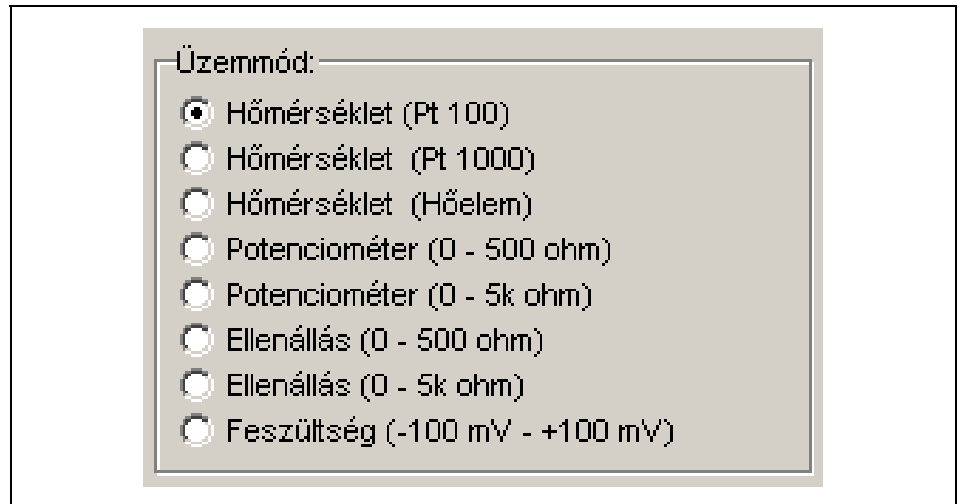 Üzemmód:
Hőmérséklet (Pt 100)
Hőmérséklet (Pt 1000)
Hőmérséklet (Hőelem)
Potenciométer (0 - 500 ohm)
Potenciométer (0 - 5k ohm)
Ellenállás (0 - 500 ohm)
Ellenállás (0 - 5k ohm)
Feszültség (-100 mV - +100 mV)